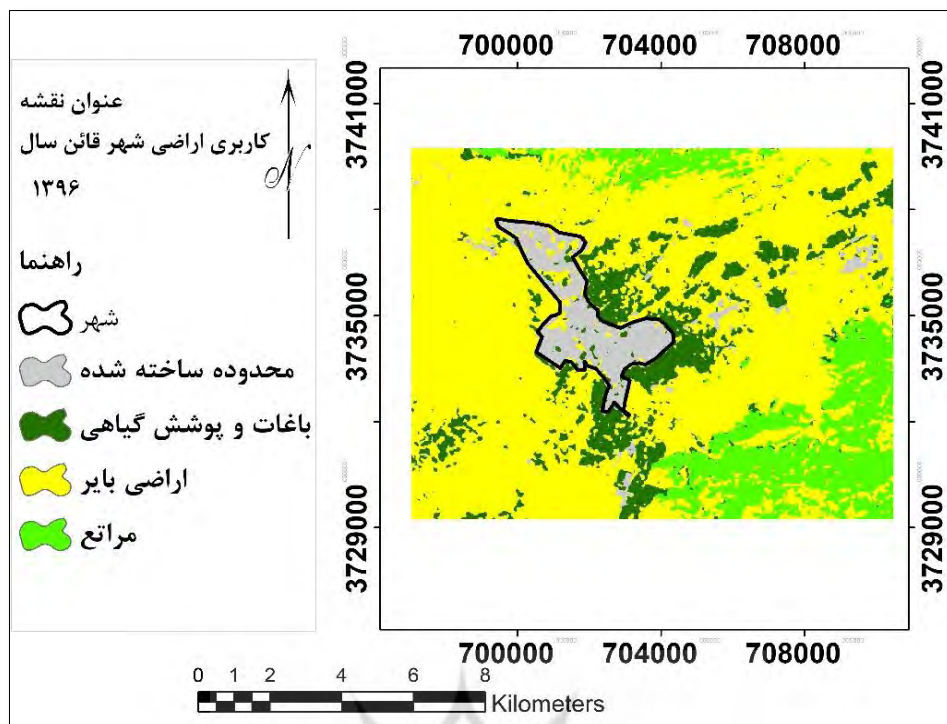 عنوان نقشه
کاربری اراضی شهر قائن سال
۱۳۹۶
N
راهنما
شهر
محدوده ساخته شده
باغات و پوشش گیاهی
اراضی بایر
مراتع
700000 704000 708000
3741000 3741000
3735000 3735000
3729000 3729000
700000 704000 708000
0 1 2 4 6 8
Kilometers